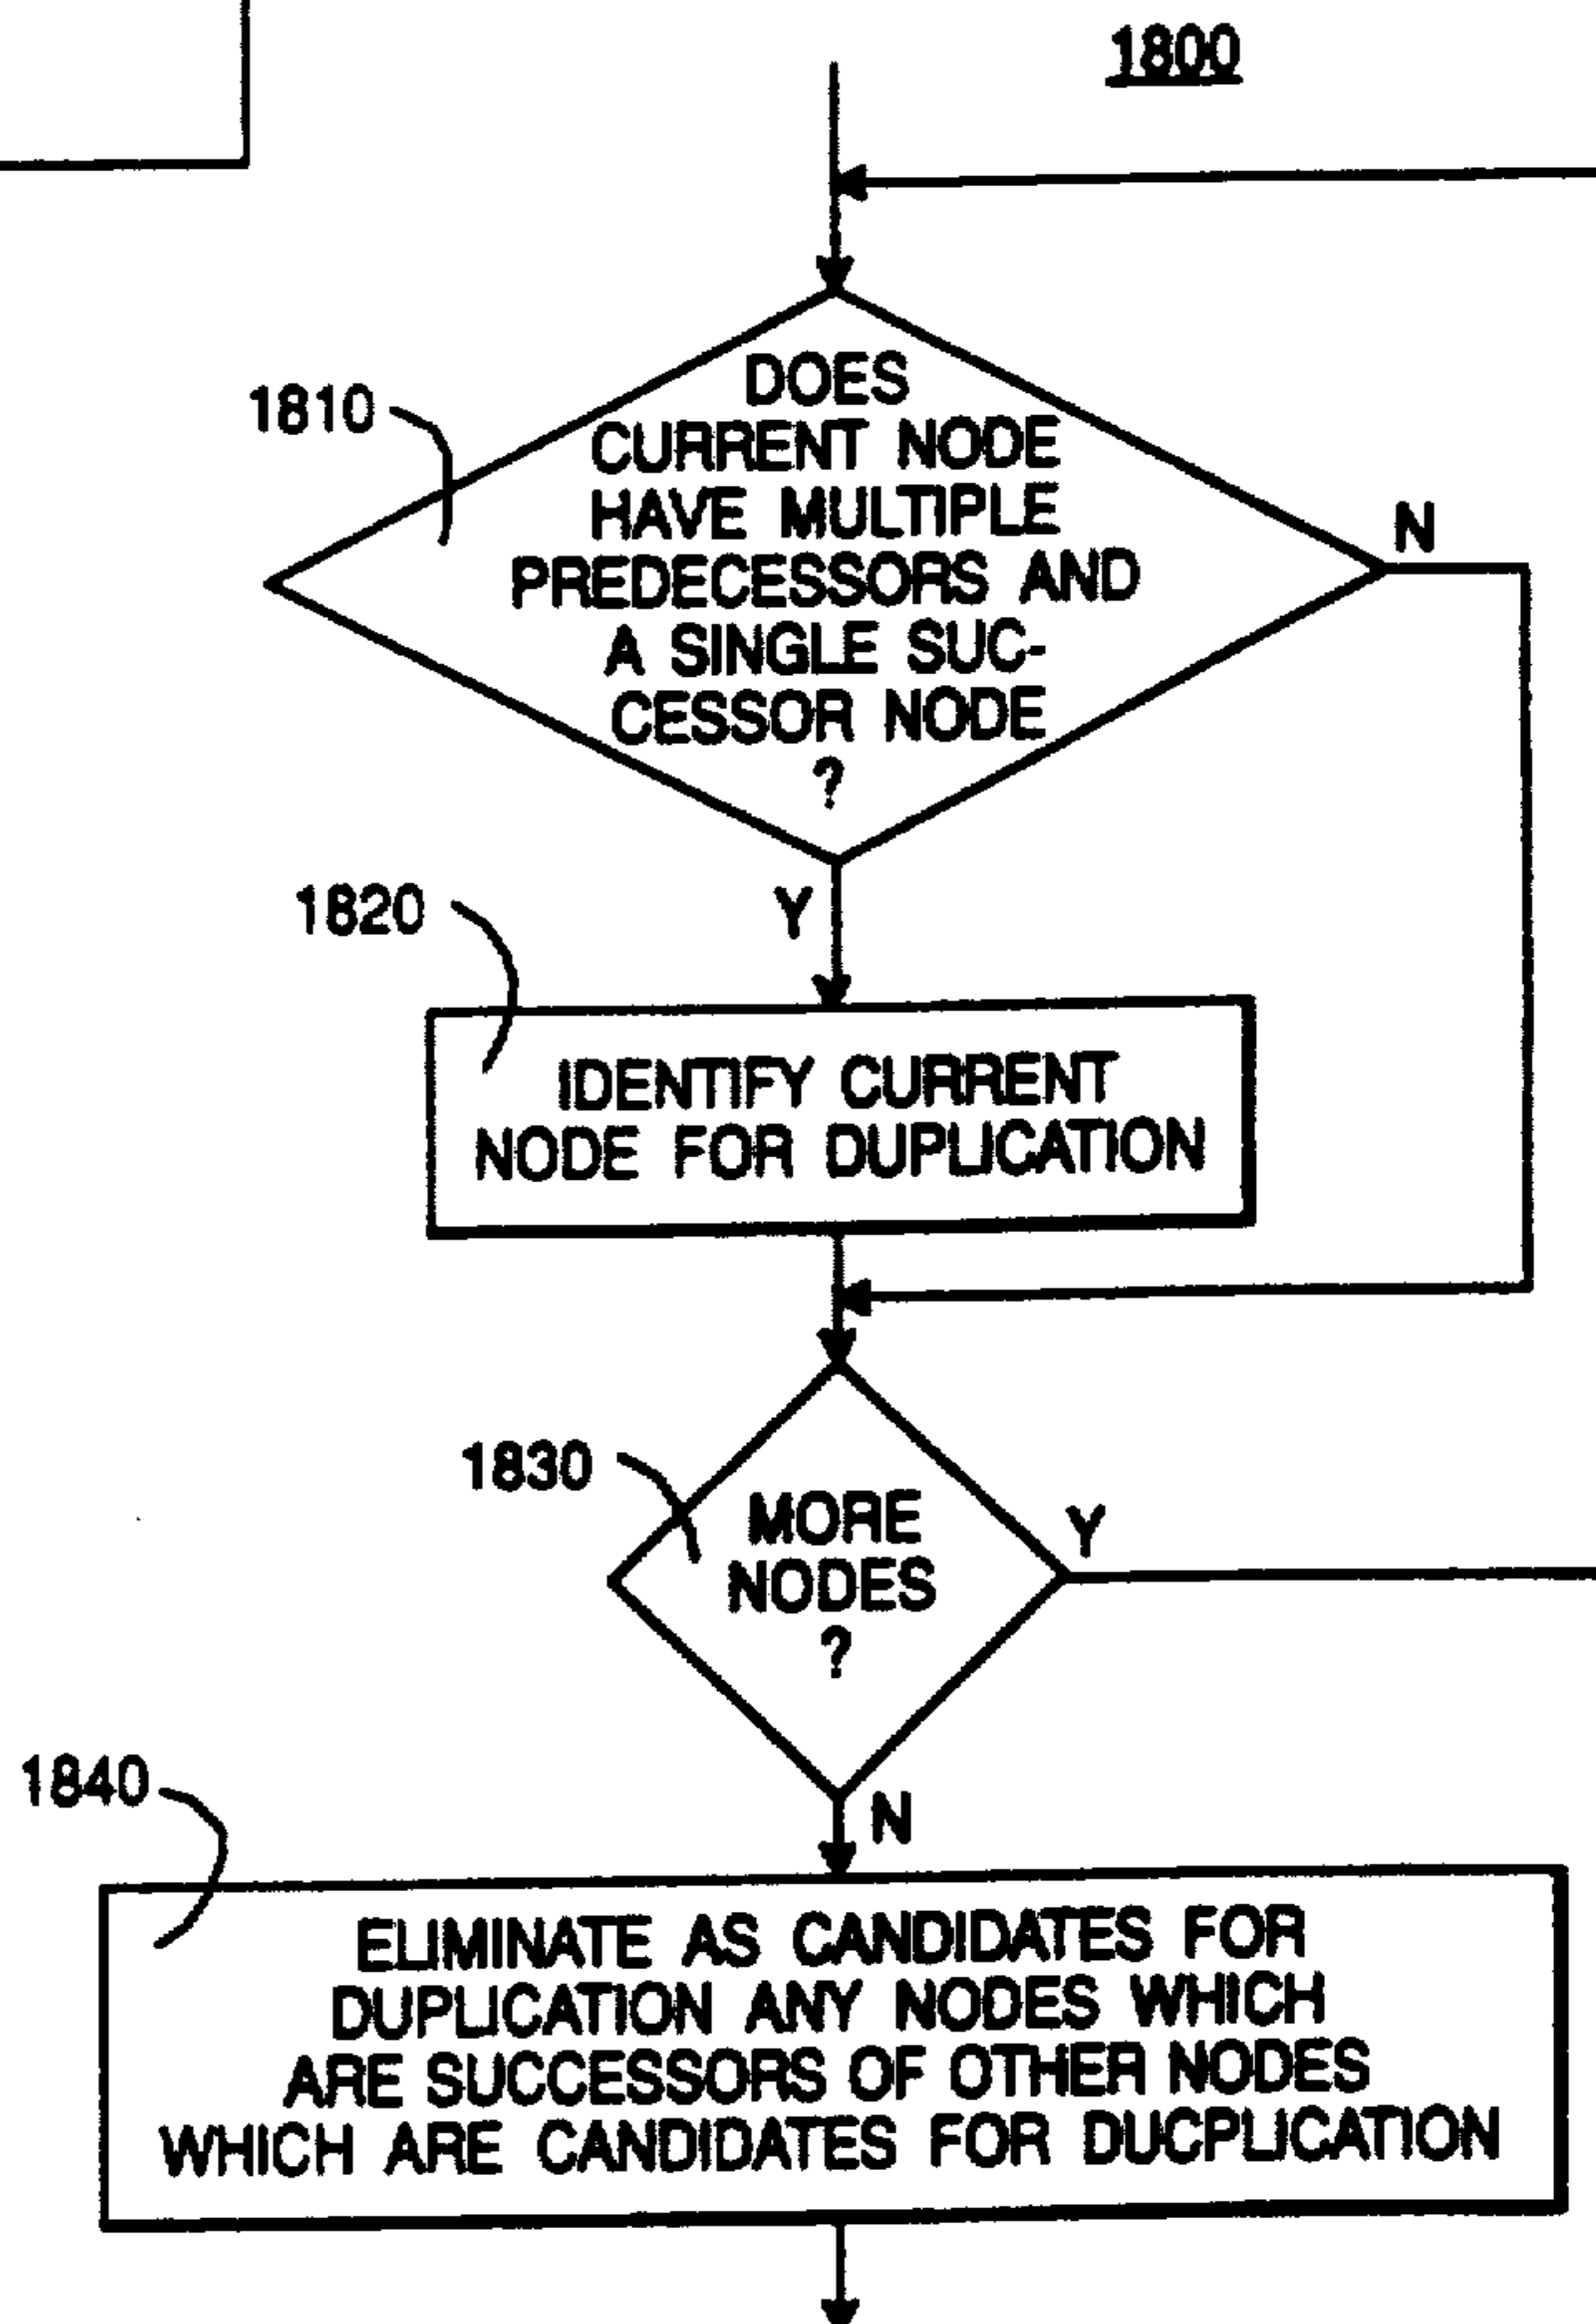 1800
1810
DOES
CURRENT NODE
HAVE MULTIPLE
PREDECESSORS AND
A SINGLE SUC-
CESSOR NODE
?
N
1820
Y
IDENTIFY CURRENT
NODE FOR DUPLICATION
1830
MORE
NODES
?
Y
1840
N
ELIMINATE AS CANDIDATES FOR
DUPLICATION ANY NODES WHICH
ARE SUCCESSORS OF OTHER NODES
WHICH ARE CANDIDATES FOR DUCPLICATION